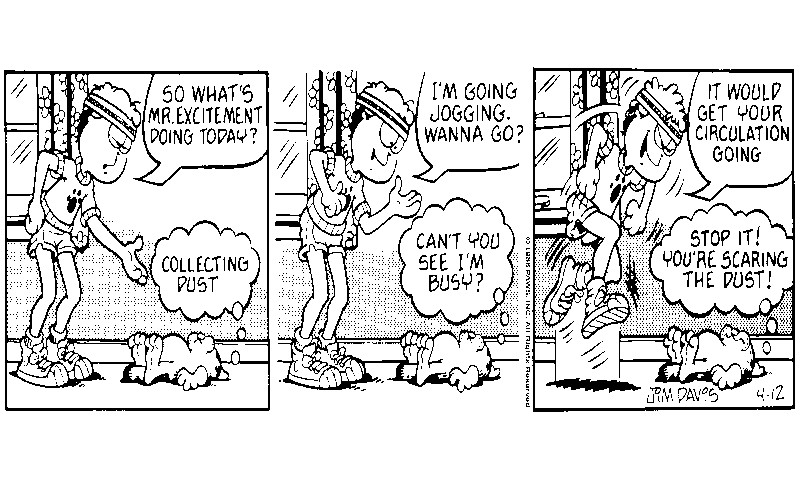 SO WHAT'S
MR. EXCITEMENT
DOING TODAY?
COLLECTING
DUST
I'M GOING
JOGGING.
WANNA GO?
CAN'T YOU
SEE I'M
BUSY?
IT WOULD
GET YOUR
CIRCULATION
GOING
STOP IT!
YOU'RE SCARING
THE DUST!
JIM DAVIS
4-12